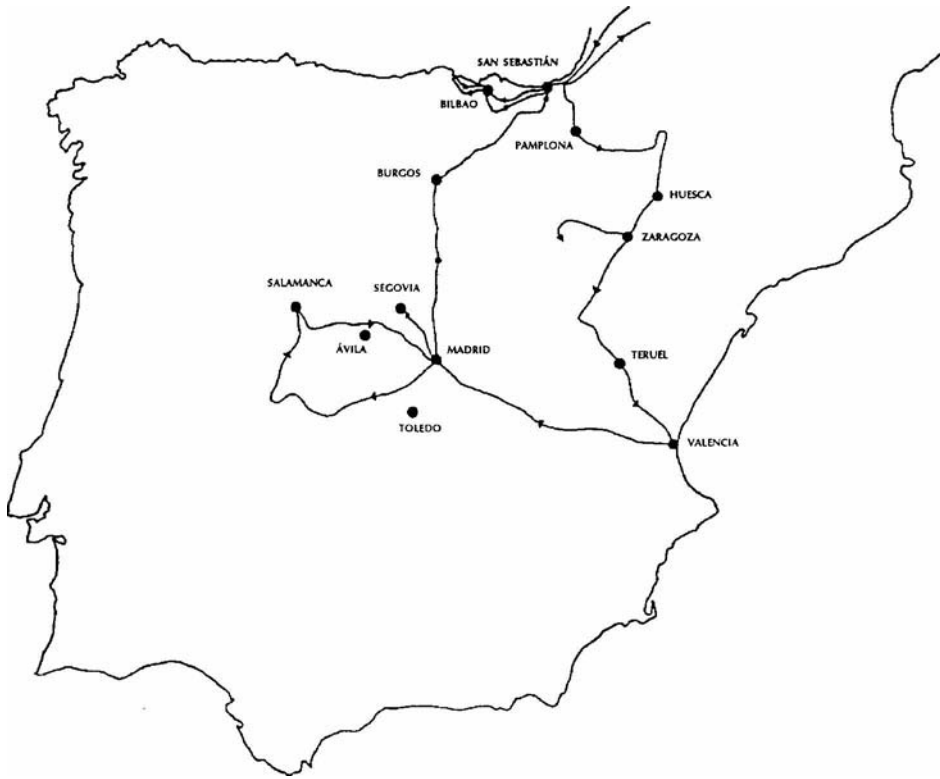 SAN SEBASTIÁN
BILBAO
PAMPLONA
BURGOS
HUESCA
ZARAGOZA
SALAMANCA
SEGOVIA
ÁVILA
MADRID
TERUEL
TOLEDO
VALENCIA